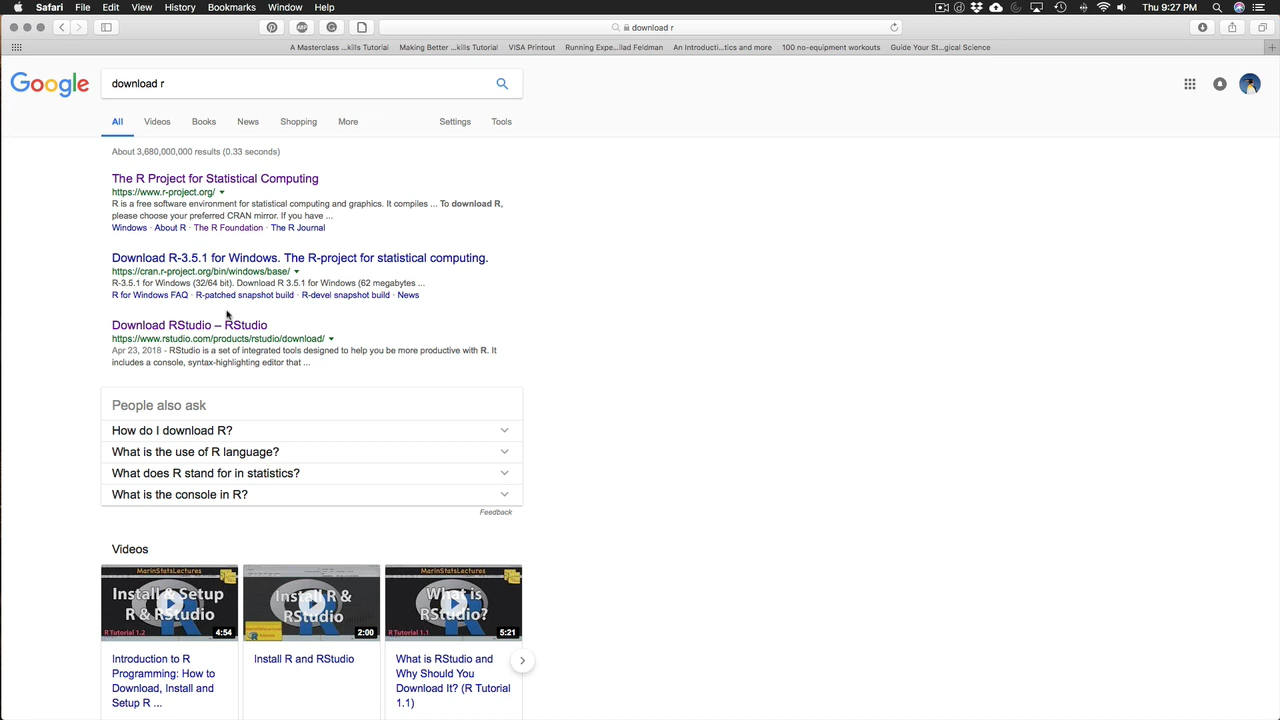 Safari File Edit View History Bookmarks Window Help Thu 9:27 PM
download r
A Masterclass ...kills Tutorial Making Better ...kills Tutorial VISA Printout Running Expe...llad Feldman An Introducti...tics and more 100 no-equipment workouts Guide Your St...gical Science
Google download r
All Videos Books News Shopping More Settings Tools
About 3,680,000,000 results (0.33 seconds)
The R Project for Statistical Computing
https://www.r-project.org/
R is a free software environment for statistical computing and graphics. It compiles ... To download R,
please choose your preferred CRAN mirror. If you have ...
Windows · About R · The R Foundation · The R Journal
Download R-3.5.1 for Windows. The R-project for statistical computing.
https://cran.r-project.org/bin/windows/base/
R-3.5.1 for Windows (32/64 bit). Download R 3.5.1 for Windows (62 megabytes ...
R for Windows FAQ · R-patched snapshot build · R-devel snapshot build · News
Download RStudio – RStudio
https://www.rstudio.com/products/rstudio/download/
Apr 23, 2018 - RStudio is a set of integrated tools designed to help you be more productive with R. It
includes a console, syntax-highlighting editor that ...
People also ask
How do I download R?
What is the use of R language?
What does R stand for in statistics?
What is the console in R?
Feedback
Videos
MarinStatsLectures
Install & Setup
R & RStudio
R Tutorial 1.2 4:54
Install R &
RStudio
2:00
MarinStatsLectures
What is
RStudio?
R Tutorial 1.1 5:21
Introduction to R
Programming: How to
Download, Install and
Setup R ...
Install R and RStudio
What is RStudio and
Why Should You
Download It? (R Tutorial
1.1)